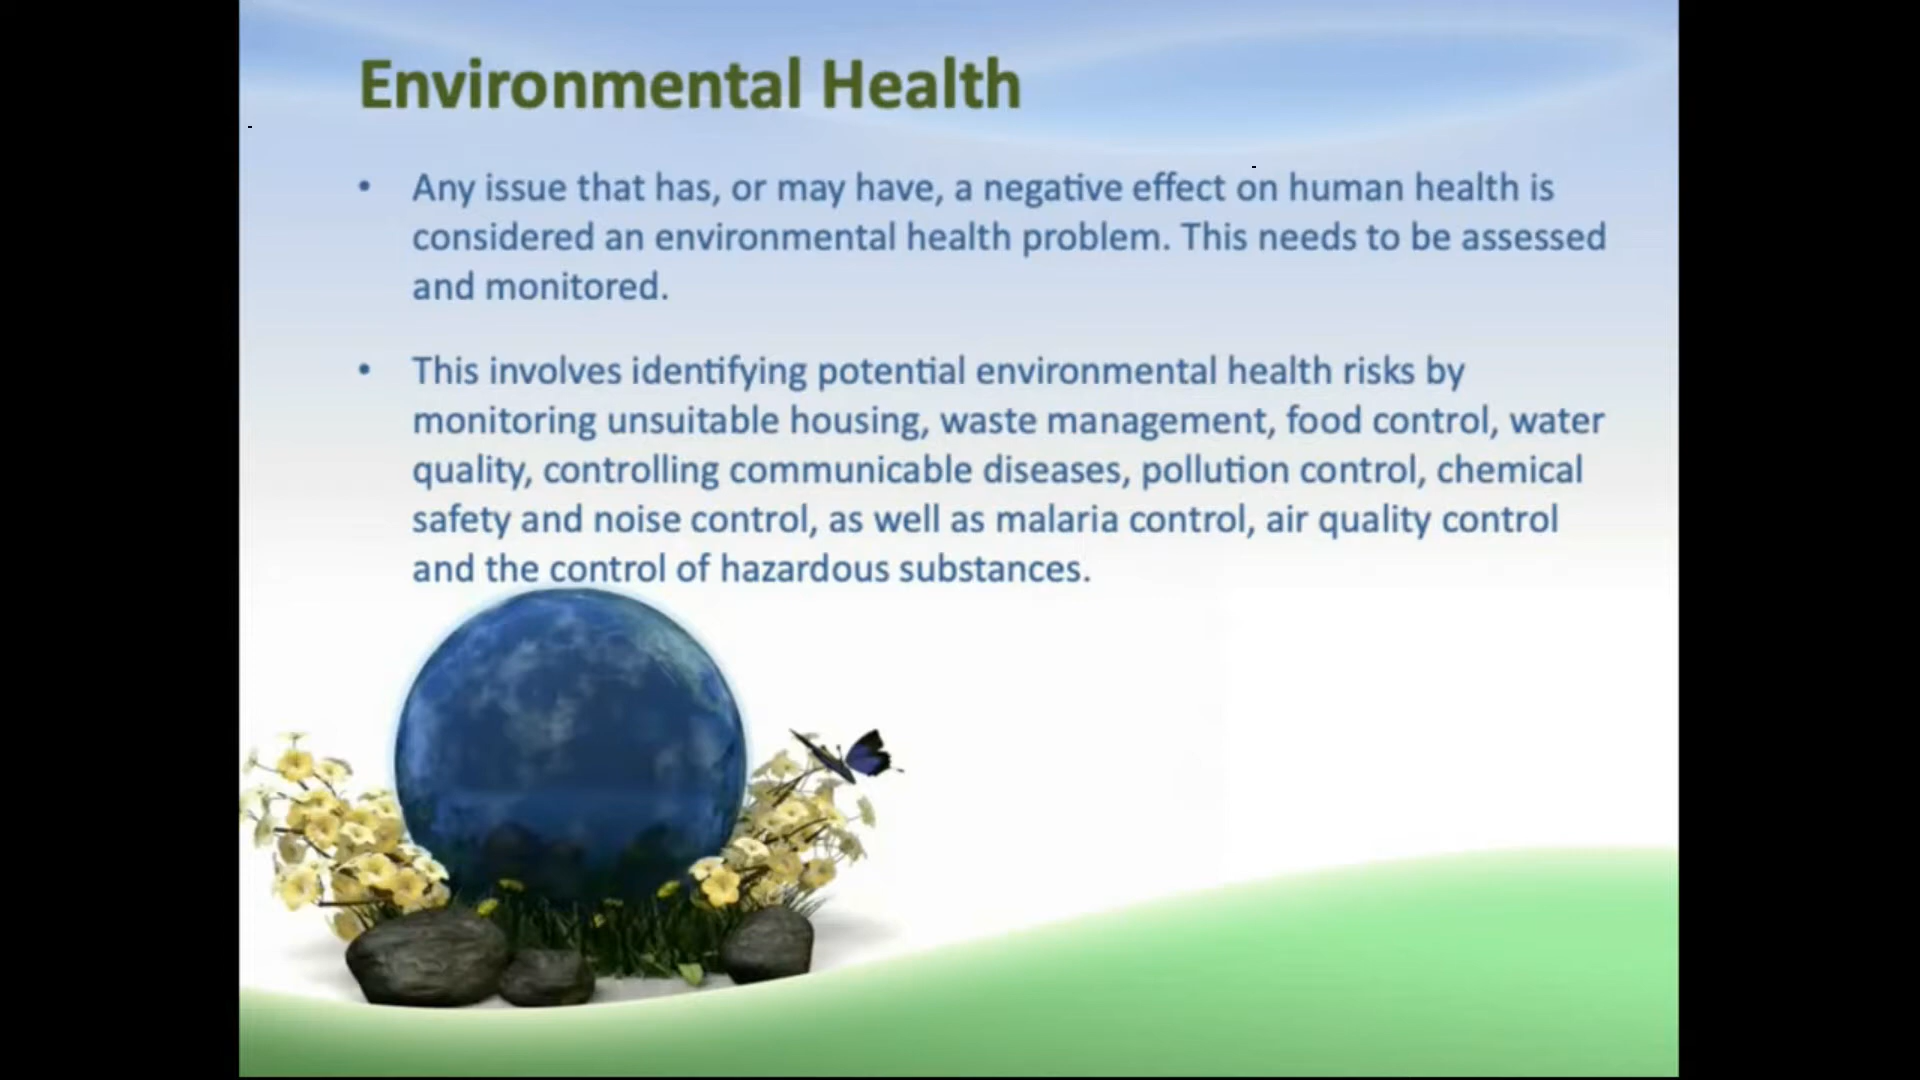 Environmental Health
• Any issue that has, or may have, a negative effect on human health is
considered an environmental health problem. This needs to be assessed
and monitored.
• This involves identifying potential environmental health risks by
monitoring unsuitable housing, waste management, food control, water
quality, controlling communicable diseases, pollution control, chemical
safety and noise control, as well as malaria control, air quality control
and the control of hazardous substances.